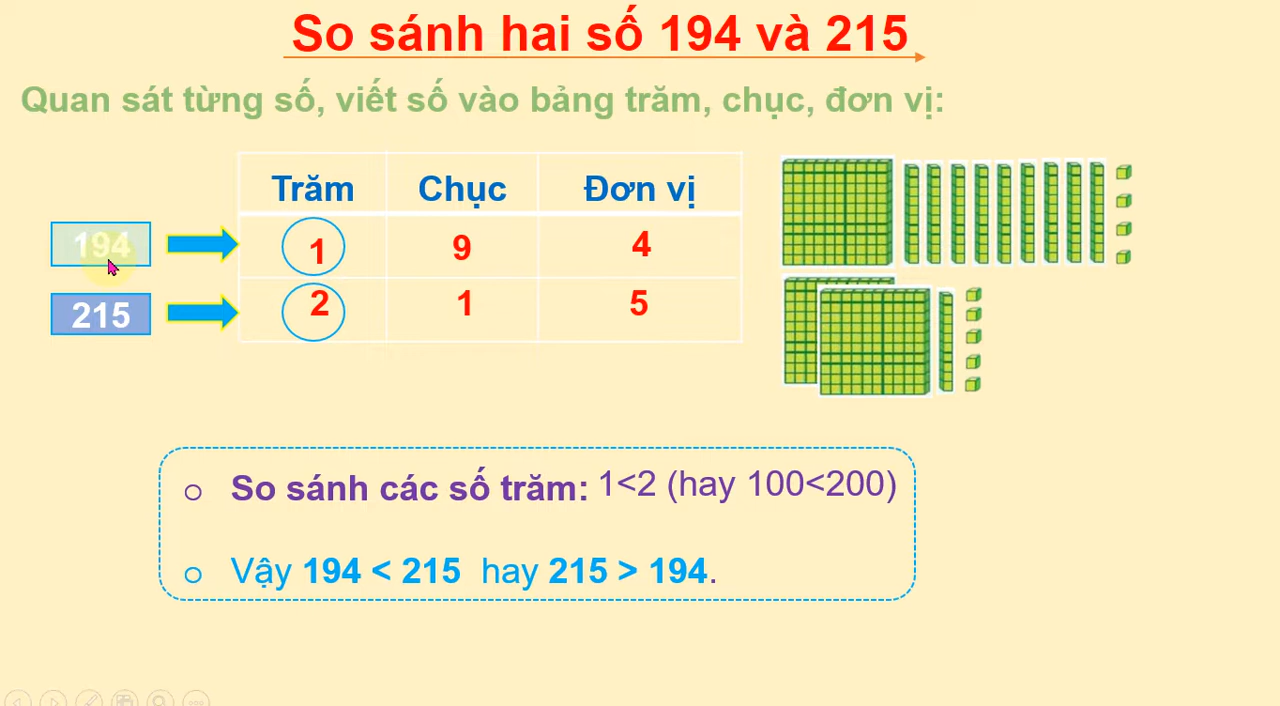 So sánh hai số 194 và 215
Quan sát từng số, viết số vào bảng trăm, chục, đơn vị:
Trăm Chục Đơn vị
194 1 9 4
215 2 1 5
So sánh các số trăm: 1<2 (hay 100<200)
Vậy 194 < 215 hay 215 > 194.